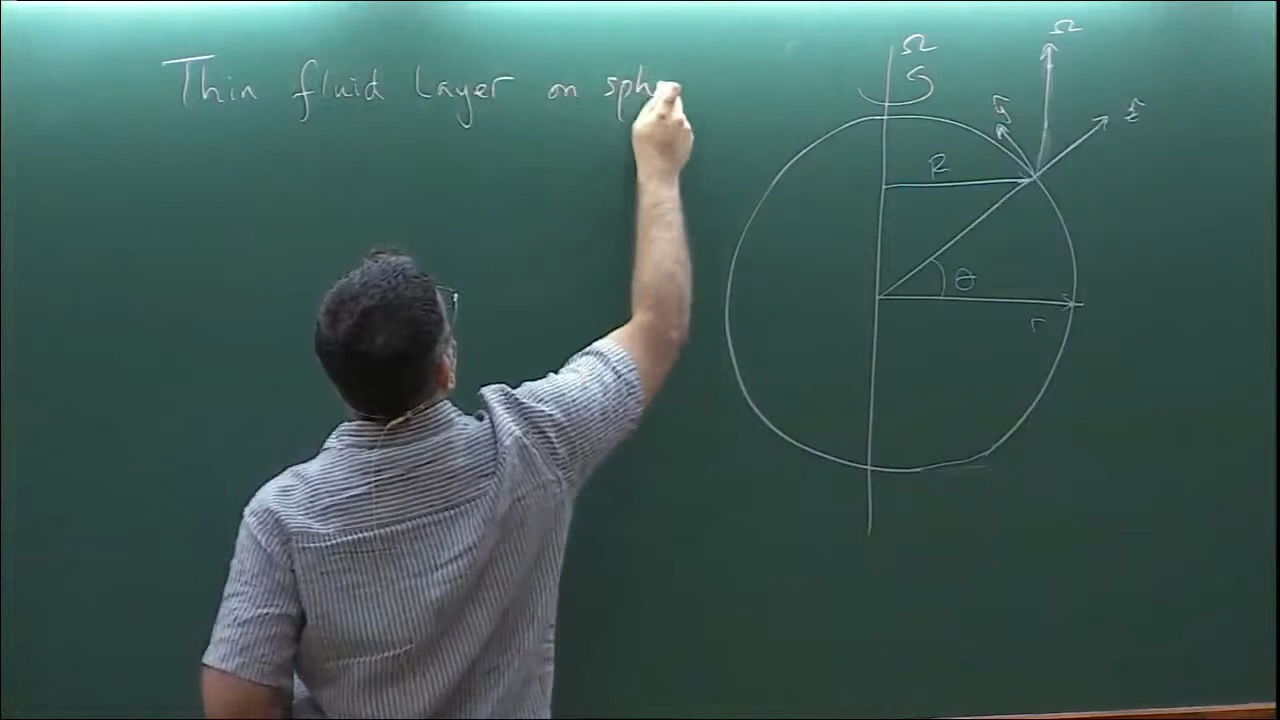 Thin fluid layer on sph
Ω
Ω
ŷ
ẑ
R
θ
r